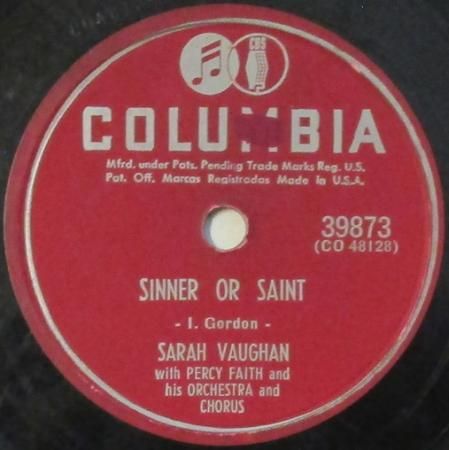 CBS
COLUMBIA
Mfrd. under Pats. Pending Trade Marks Reg. U.S.
Pat. Off. Marcas Registradas Made in U.S.A.
39873
(CO 48128)
SINNER OR SAINT
- I. Gordon -
SARAH VAUGHAN
with PERCY FAITH and
his ORCHESTRA and
CHORUS